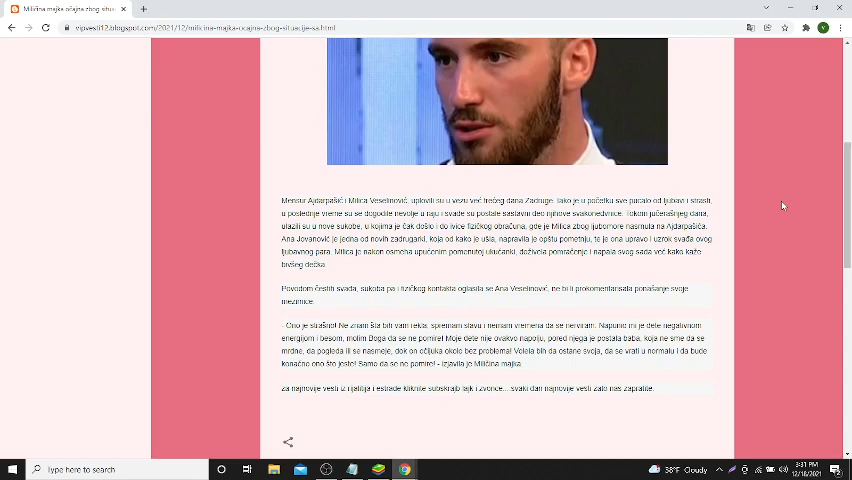 Miličina majka očajna zbog situac
vipvesti12.blogspot.com/2021/12/milicina-majka-ocajna-zbog-situacije-sa.html
V
Mensur Ajdarpašić i Milica Veselinović, uplovili su u vezu već trećeg dana Zadruge. Iako je u početku sve pucalo od ljubavi i strasti,
u poslednje vreme su se dogodile nevolje u raju i svađe su postale sastavni deo njihove svakodnevnice. Tokom jučerašnjeg dana,
ulazili su u nove sukobe, u kojima je čak došlo i do ivice fizičkog obračuna, gde je Milica zbog ljubomore nasrnula na Ajdarpašića.
Ana Jovanović je jedna od novih zadrugarki, koja od kako je ušla, napravila je opštu pometnju, te je ona upravo i uzrok svađa ovog
ljubavnog para. Milica je nakon osmeha upućenim pomenutoj ukućanki, doživela pomračenje i napala svog sada već kako kaže
bivšeg dečka.
Povodom čestih svađa, sukoba pa i fizičkog kontakta oglasila se Ana Veselinović, ne bi li prokomentarisala ponašanje svoje
mezimice.
- Ono je strašno! Ne znam šta bih vam rekla, spremam slavu i nemam vremena da se nerviram. Napunio mi je dete negativnom
energijom i besom, molim Boga da se ne pomire! Moje dete nije ovakvo napolju, pored njega je postala baba, koja ne sme da se
mrdne, da pogleda ili se nasmeje, dok on očijuka okolo bez problema! Volela bih da ostane svoja, da se vrati u normalu i da bude
konačno ono što jeste! Samo da se ne pomire! - izjavila je Miličina majka.
za najnovije vesti iz rijalitija i estrade kliknite subskrajb lajk i zvonce....svaki dan najnovije vesti zato nas zapratite.
Type here to search
38°F Cloudy
3:31 PM
12/18/2021
2